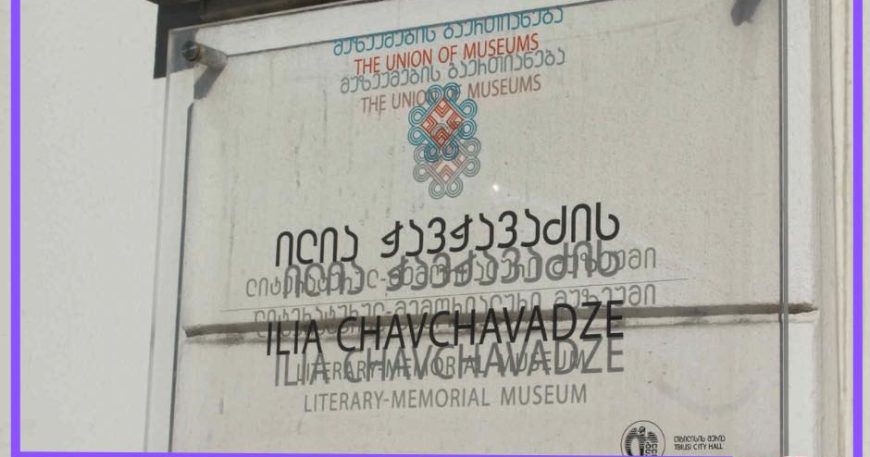 მუზეუმების გაერთიანება
THE UNION OF MUSEUMS
ილია ჭავჭავაძის
ლიტერატურულ-მემორიალური მუზეუმი
ILIA CHAVCHAVADZE
LITERARY-MEMORIAL MUSEUM
თბილისის მერია
TBILISI CITY HALL